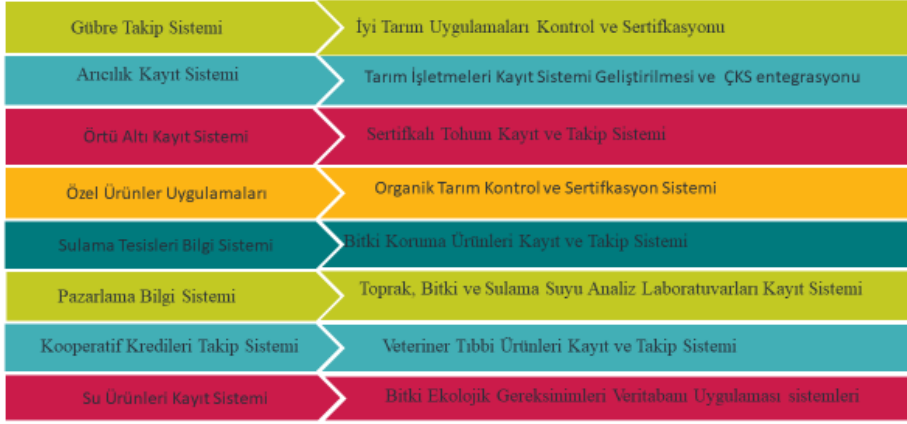 Gübre Takip Sistemi
İyi Tarım Uygulamaları Kontrol ve Sertifkasyonu
Arıcılık Kayıt Sistemi
Tarım İşletmeleri Kayıt Sistemi Geliştirilmesi ve ÇKS entegrasyonu
Örtü Altı Kayıt Sistemi
Sertifkalı Tohum Kayıt ve Takip Sistemi
Özel Ürünler Uygulamaları
Organik Tarım Kontrol ve Sertifkasyon Sistemi
Sulama Tesisleri Bilgi Sistemi
Bitki Koruma Ürünleri Kayıt ve Takip Sistemi
Pazarlama Bilgi Sistemi
Toprak, Bitki ve Sulama Suyu Analiz Laboratuvarları Kayıt Sistemi
Kooperatif Kredileri Takip Sistemi
Veteriner Tıbbi Ürünleri Kayıt ve Takip Sistemi
Su Ürünleri Kayıt Sistemi
Bitki Ekolojik Gereksinimleri Veritabanı Uygulaması sistemleri